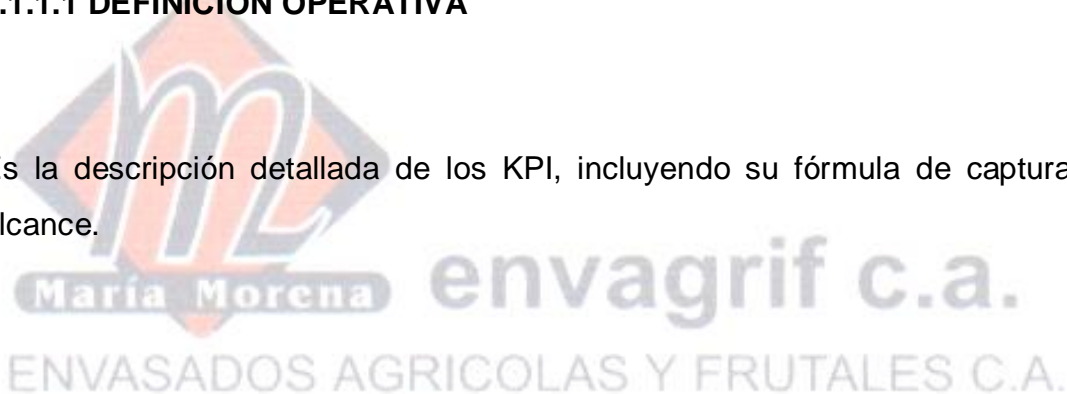 .1.1.1 DEFINICIÓN OPERATIVA
s la descripción detallada de los KPI, incluyendo su fórmula de captura
lcance.
m
María Morena
envagrif c.a.
ENVASADOS AGRICOLAS Y FRUTALES C.A.